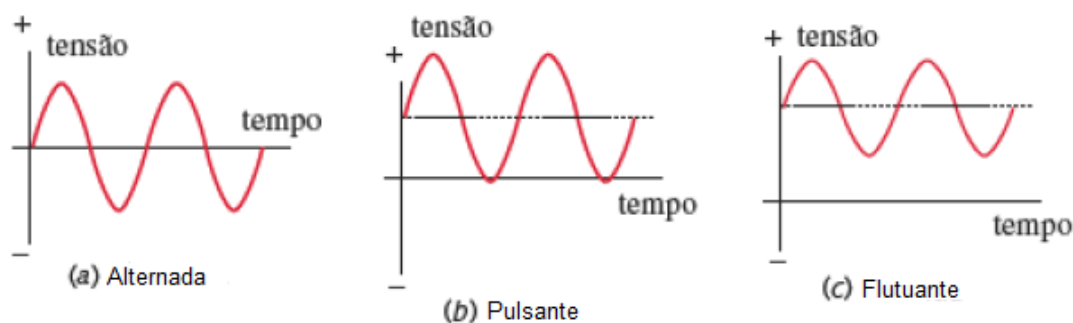 +
tensão
tempo
−
(a) Alternada
tensão
+
tempo
−
(b) Pulsante
+ tensão
tempo
−
(c) Flutuante